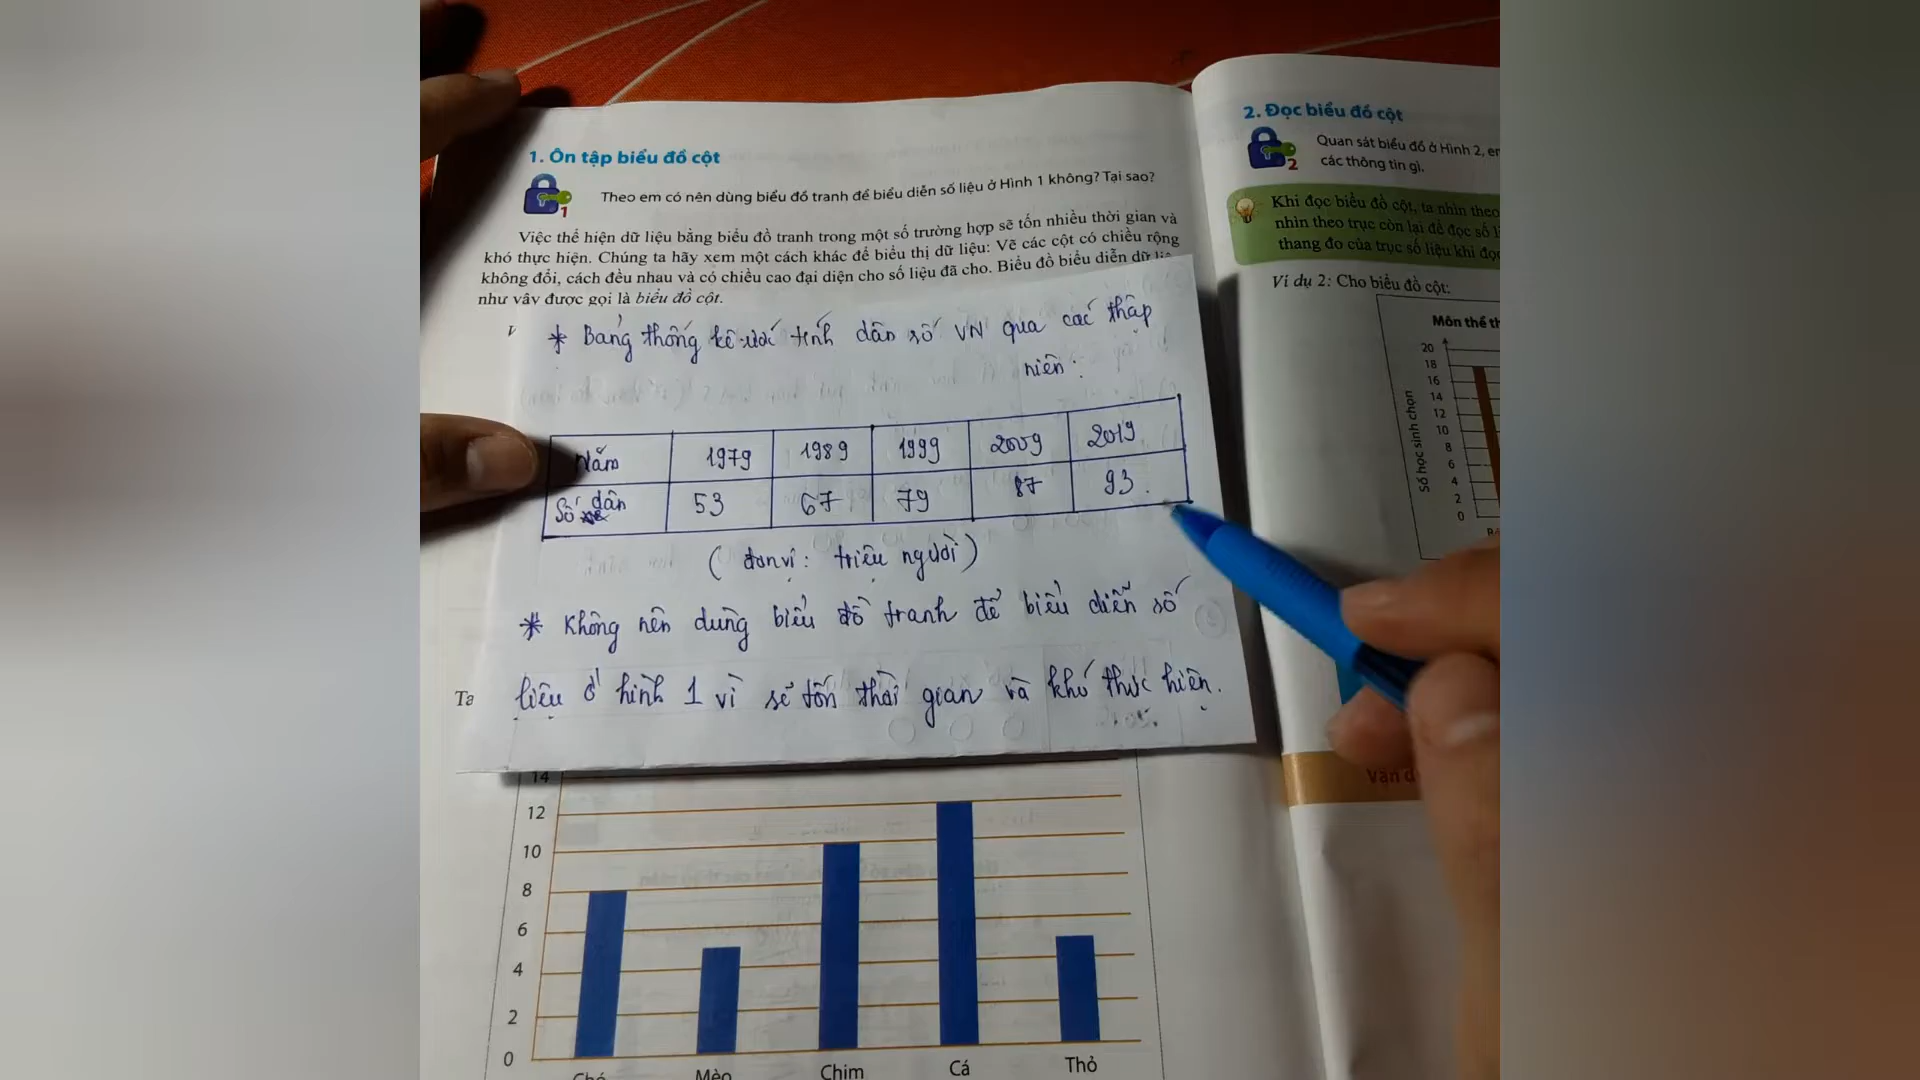 1. Ôn tập biểu đồ cột
1
Theo em có nên dùng biểu đồ tranh để biểu diễn số liệu ở Hình 1 không? Tại sao?
Việc thể hiện dữ liệu bằng biểu đồ tranh trong một số trường hợp sẽ tốn nhiều thời gian và
khó thực hiện. Chúng ta hãy xem một cách khác để biểu thị dữ liệu: Vẽ các cột có chiều rộng
không đổi, cách đều nhau và có chiều cao đại diện cho số liệu đã cho. Biểu đồ biểu diễn dữ
như vậy được gọi là biểu đồ cột.
* Bảng thống kê ước tính dân số VN qua các thập
niên:
Năm 1979 1989 1999 2009 2019
Số dân 53 67 79 87 93.
(đơn vị: triệu người)
* Không nên dùng biểu đồ tranh để biểu diễn số
liệu ở hình 1 vì sẽ tốn thời gian và khó thực hiện.
Ta
14
12
10
8
6
4
2
0
Chó Mèo Chim Cá Thỏ
2. Đọc biểu đồ cột
2
Quan sát biểu đồ ở Hình 2,
các thông tin gì.
Khi đọc biểu đồ cột, ta nhìn theo
nhìn theo trục còn lại để đọc số
thang đo của trục số liệu khi
Ví dụ 2: Cho biểu đồ cột:
Môn thể
Số học sinh chọn
20
18
16
14
12
10
8
6
4
2
0